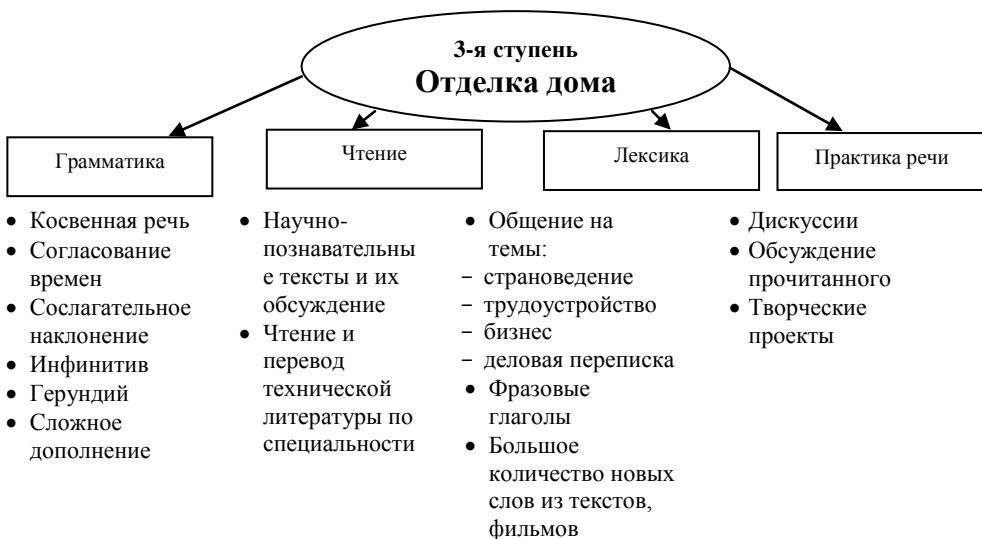 3-я ступень
Отделка дома
Грамматика
Чтение
Лексика
Практика речи
• Косвенная речь
• Согласование
времен
• Сослагательное
наклонение
• Инфинитив
• Герундий
• Сложное
дополнение
• Научно-
познавательны
е тексты и их
обсуждение
• Чтение и
перевод
технической
литературы по
специальности
• Общение на
темы:
− страноведение
− трудоустройство
− бизнес
− деловая переписка
• Фразовые
глаголы
• Большое
количество новых
слов из текстов,
фильмов
• Дискуссии
• Обсуждение
прочитанного
• Творческие
проекты